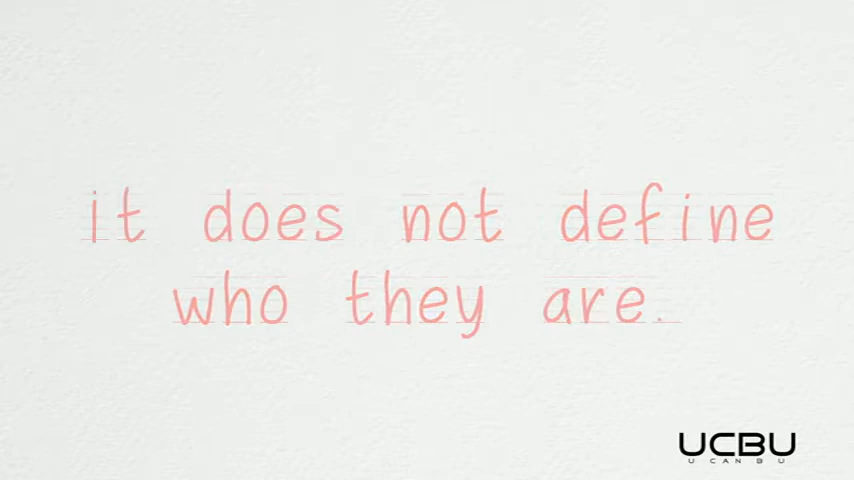 it does not define
who they are.
UCBU
U CAN B U